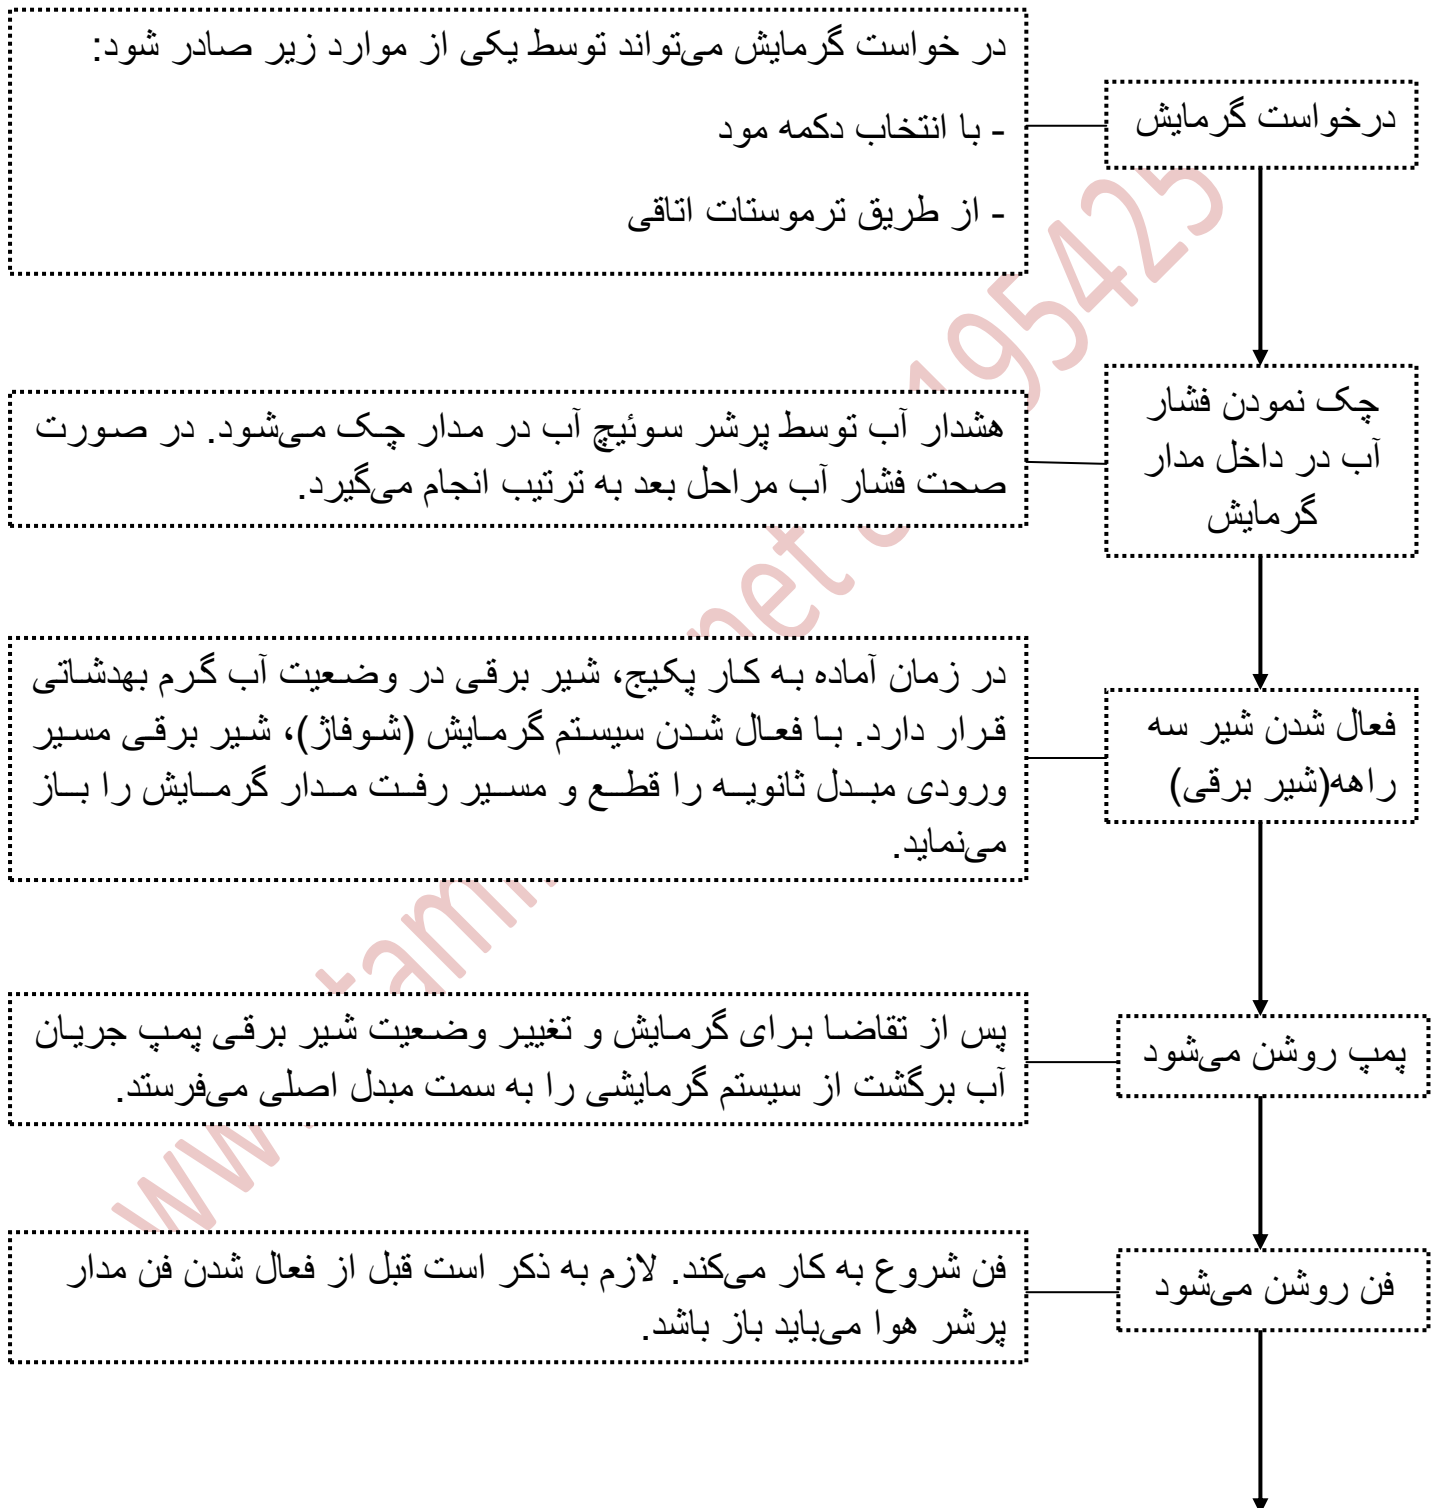 در خواست گرمایش می‌تواند توسط یکی از موارد زیر صادر شود:
- با انتخاب دکمه مود
- از طریق ترموستات اتاقی
درخواست گرمایش
چک نمودن فشار
آب در داخل مدار
گرمایش
هشدار آب توسط پرشر سوئیچ آب در مدار چک می‌شود. در صورت
صحت فشار آب مراحل بعد به ترتیب انجام می‌گیرد.
فعال شدن شیر سه
راهه(شیر برقی)
در زمان آماده به کار پکیج، شیر برقی در وضعیت آب گرم بهدشاتی
قرار دارد. با فعال شدن سیستم گرمایش (شوفاژ)، شیر برقی مسیر
ورودی مبدل ثانویه را قطع و مسیر رفت مدار گرمایش را باز
می‌نماید.
پمپ روشن می‌شود
پس از تقاضا برای گرمایش و تغییر وضعیت شیر برقی پمپ جریان
آب برگشت از سیستم گرمایشی را به سمت مبدل اصلی می‌فرستد.
فن روشن می‌شود
فن شروع به کار می‌کند. لازم به ذکر است قبل از فعال شدن فن مدار
پرشر هوا می‌باید باز باشد.